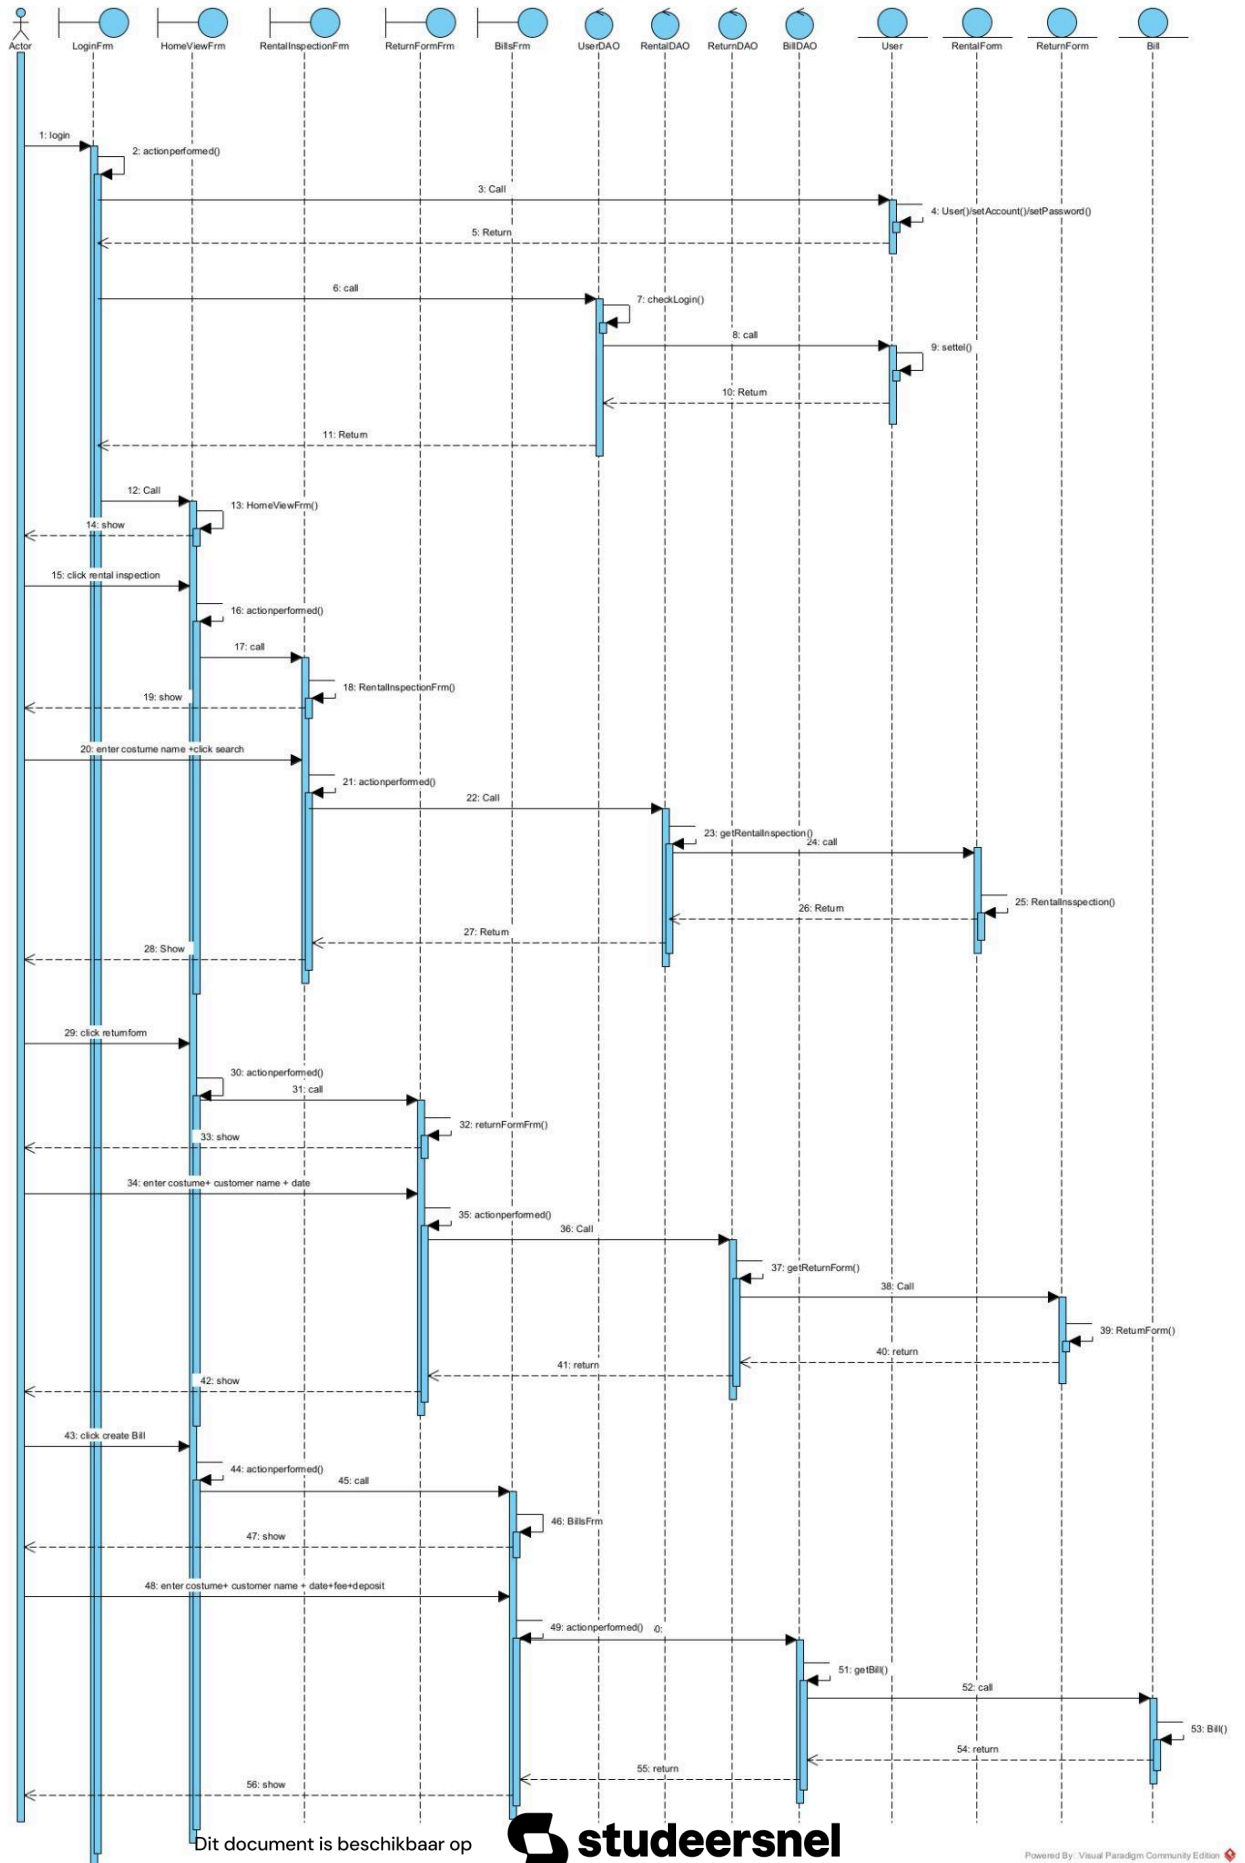 Actor
LoginFrm
HomeViewFrm
RentalInspectionFrm
ReturnFormFrm
BillsFrm
UserDAO
RentalDAO
ReturnDAO
BillDAO
User
RentalForm
ReturnForm
Bill
1: login
2: actionperformed()
3: Call
4: User()/setAccount()/setPassword()
5: Return
6: call
7: checkLogin()
8: call
9: settel()
10: Return
11: Return
12: Call
13: HomeViewFrm()
14: show
15: click rental inspection
16: actionperformed()
17: call
18: RentalInspectionFrm()
19: show
20: enter costume name +click search
21: actionperformed()
22: Call
23: getRentalInspection()
24: call
25: RentalInsspection()
26: Return
27: Return
28: Show
29: click returnform
30: actionperformed()
31: call
32: returnFormFrm()
33: show
34: enter costume+ customer name + date
35: actionperformed()
36: Call
37: getReturnForm()
38: Call
39: ReturnForm()
40: return
41: return
42: show
43: click create Bill
44: actionperformed()
45: call
46: BillsFrm
47: show
48: enter costume+ customer name + date+fee+deposit
49: actionperformed()
0:
51: getBill()
52: call
53: Bill()
54: return
55: return
56: show
Dit document is beschikbaar op
studeersnel
Powered By: Visual Paradigm Community Edition